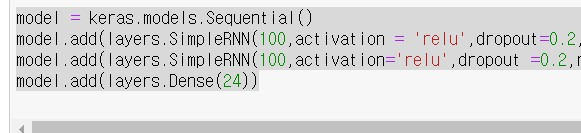 model = keras.models.Sequential()
model.add(layers.SimpleRNN(100,activation = 'relu',dropout=0.2,
model.add(layers.SimpleRNN(100,activation='relu',dropout =0.2,r
model.add(layers.Dense(24))